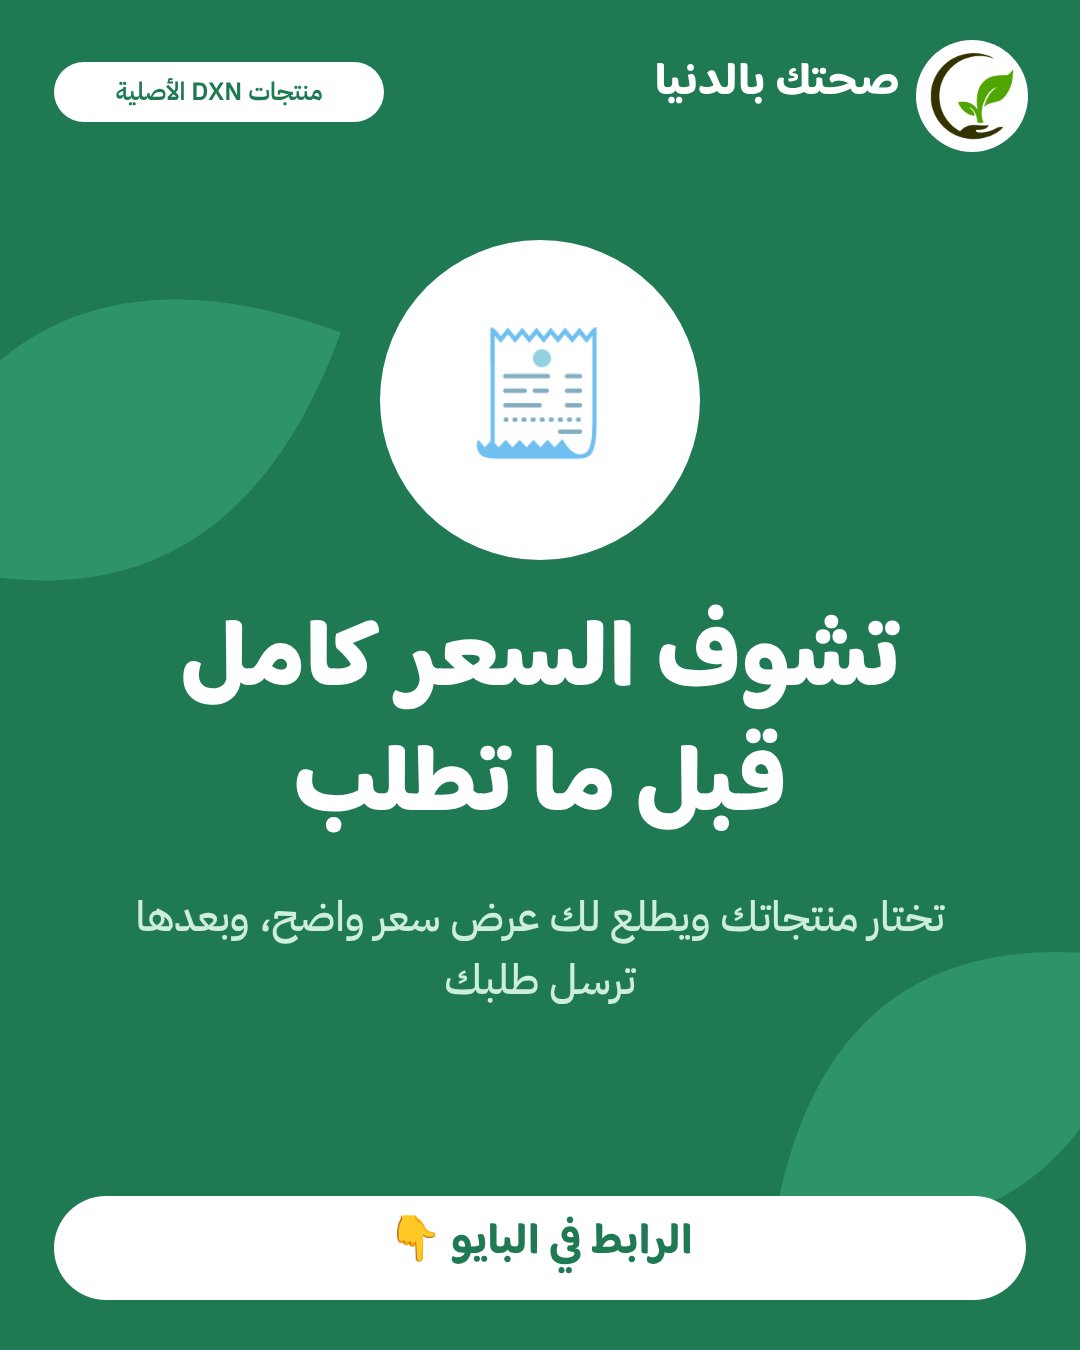 صحتك بالدنيا
منتجات DXN الأصلية
تشوف السعر كامل
قبل ما تطلب
تختار منتجاتك ويطلع لك عرض سعر واضح، وبعدها
ترسل طلبك
الرابط في البايو 👇